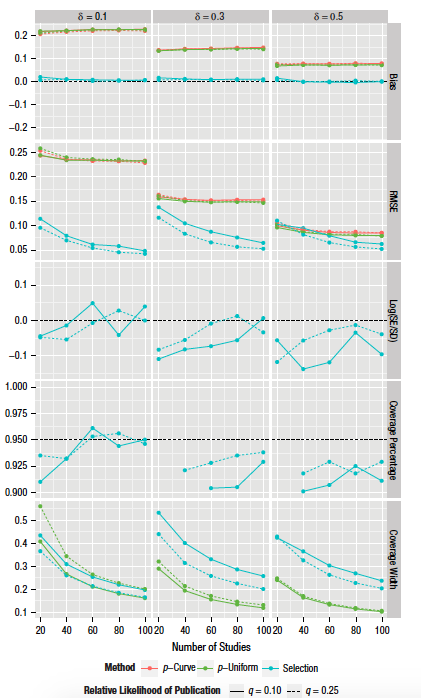 δ = 0.1 δ = 0.3 δ = 0.5
0.2
0.1
0.0
−0.1
−0.2
Bias
0.25
0.20
0.15
0.10
0.05
RMSE
0.1
0.0
−0.1
Log(SE/SD)
1.000
0.975
0.950
0.925
0.900
Coverage Percentage
0.5
0.4
0.3
0.2
0.1
Coverage Width
20 40 60 80 100 20 40 60 80 100 20 40 60 80 100
Number of Studies
Method p-Curve p-Uniform Selection
Relative Likelihood of Publication q = 0.10 q = 0.25